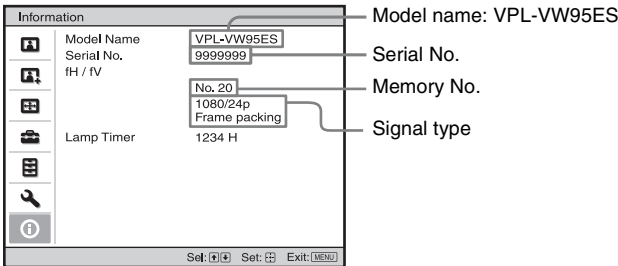 Information
Model Name VPL-VW95ES
Serial No. 9999999
fH / fV
No. 20
1080/24p
Frame packing
Lamp Timer 1234 H
Sel: Set: Exit: MENU
Model name: VPL-VW95ES
Serial No.
Memory No.
Signal type